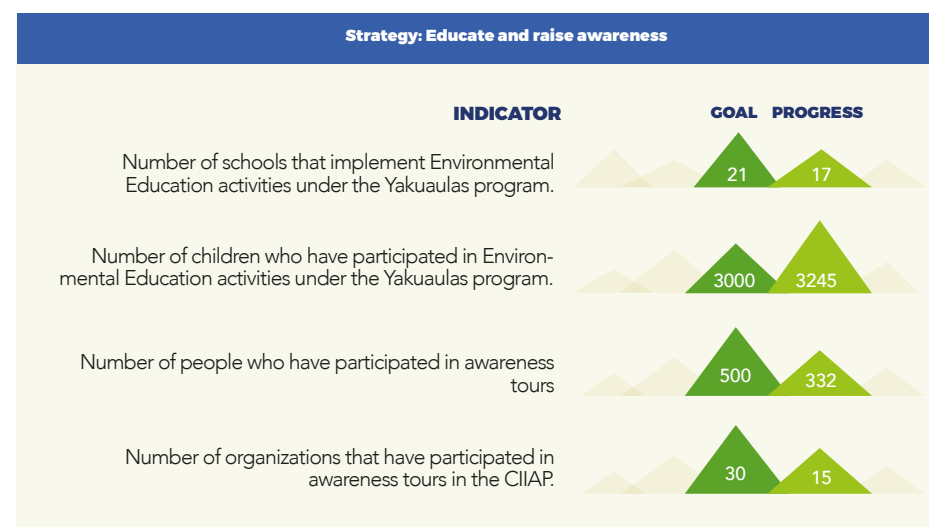 Strategy: Educate and raise awareness
INDICATOR GOAL PROGRESS
Number of schools that implement Environmental
Education activities under the Yakuaulas program.
21 17
Number of children who have participated in Environ-
mental Education activities under the Yakuaulas program.
3000 3245
Number of people who have participated in awareness
tours
500 332
Number of organizations that have participated in
awareness tours in the CIIAP.
30 15